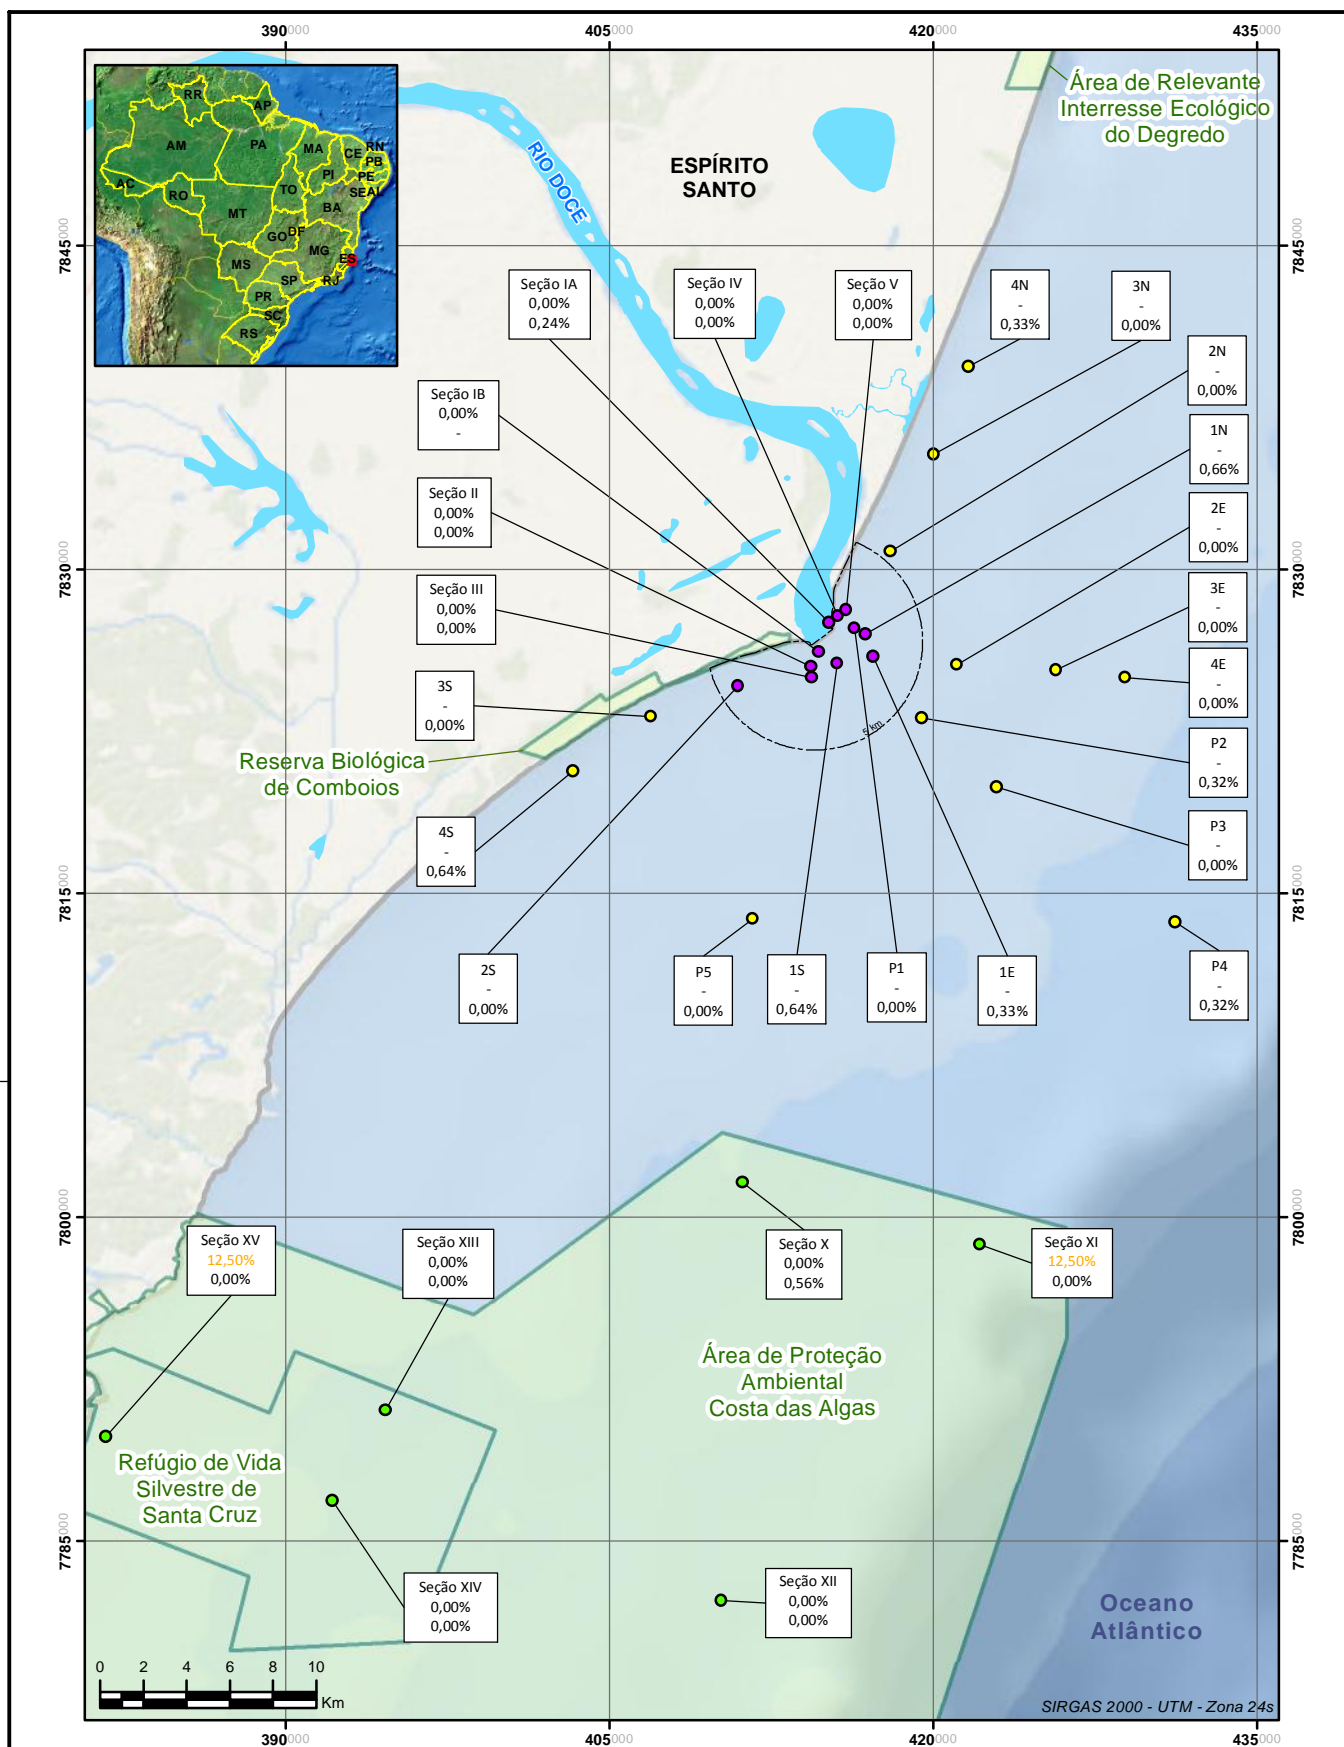 390000
405000
420000
435000
RR
AP
AM
PA
MA
CE
RN
PB
PE
AL
SE
PI
AC
RO
TO
BA
MT
DF
GO
MG
ES
MS
SP
RJ
PR
SC
RS
RIO DOCE
ESPÍRITO
SANTO
Área de Relevante
Interresse Ecológico
do Degredo
7845000
7845000
Seção IA
0,00%
0,24%
Seção IV
0,00%
0,00%
Seção V
0,00%
0,00%
4N
-
0,33%
3N
-
0,00%
2N
-
0,00%
Seção IB
0,00%
-
1N
-
0,66%
Seção II
0,00%
0,00%
2E
-
0,00%
7830000
7830000
Seção III
0,00%
0,00%
3E
-
0,00%
4E
-
0,00%
3S
-
0,00%
5 km
Reserva Biológica
de Comboios
P2
-
0,32%
4S
-
0,64%
P3
-
0,00%
7815000
7815000
2S
-
0,00%
P5
-
0,00%
1S
-
0,64%
P1
-
0,00%
1E
-
0,33%
P4
-
0,32%
7800000
7800000
Seção XV
12,50%
0,00%
Seção XIII
0,00%
0,00%
Seção X
0,00%
0,56%
Seção XI
12,50%
0,00%
Área de Proteção
Ambiental
Costa das Algas
Refúgio de Vida
Silvestre de
Santa Cruz
7785000
7785000
Seção XIV
0,00%
0,00%
Seção XII
0,00%
0,00%
Oceano
Atlântico
0 2 4 6 8 10
Km
SIRGAS 2000 - UTM - Zona 24s
390000
405000
420000
435000